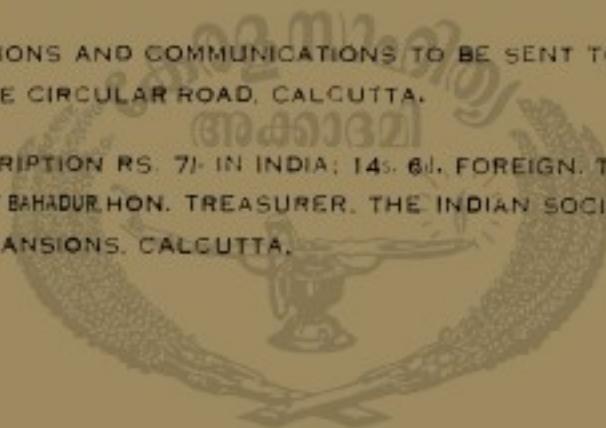 IONS AND COMMUNICATIONS TO BE SENT T
E CIRCULAR ROAD, CALCUTTA.
കേരള സാഹിത്യ
അക്കാദമി
RIPTION RS. 7/- IN INDIA; 14s. 6d. FOREIGN. T
BAHADUR HON. TREASURER, THE INDIAN SOCI
ANSIONS, CALCUTTA.